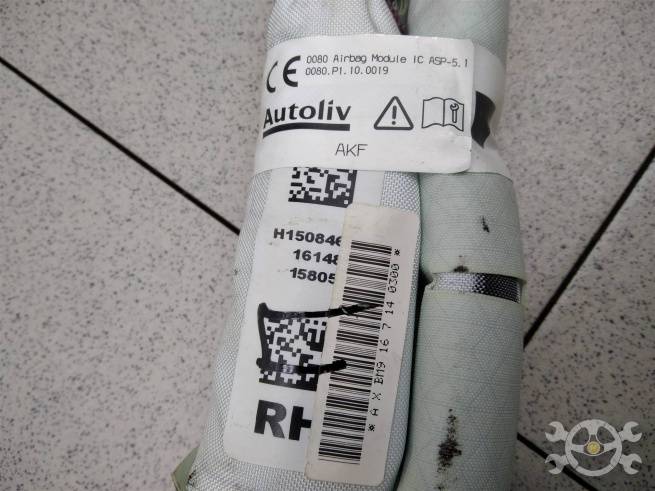 CE 0080 Airbag Module IC ASP-5.1
0080.P1.10.0019
Autoliv
AKF
H150846
16148
15805
RH
* A X BM9 16 7 14 0300 *